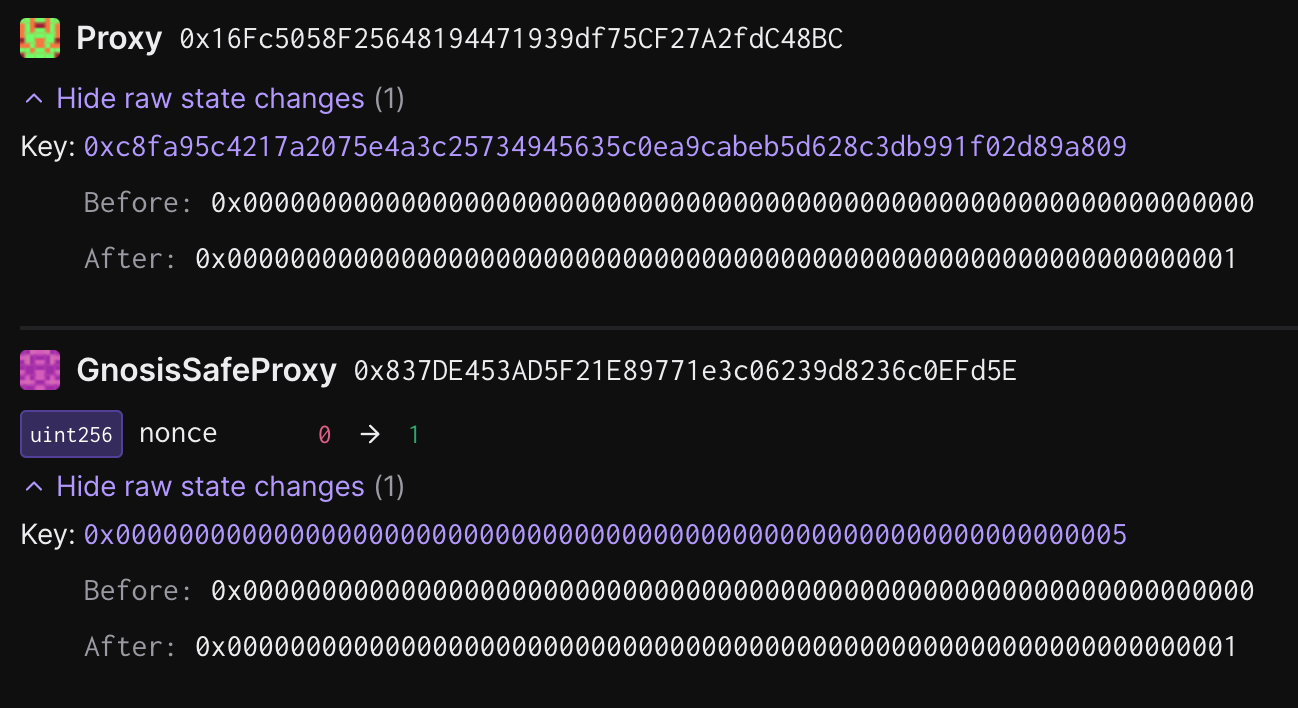 Proxy 0x16Fc5058F25648194471939df75CF27A2fdC48BC
Hide raw state changes (1)
Key: 0xc8fa95c4217a2075e4a3c25734945635c0ea9cabeb5d628c3db991f02d89a809
Before: 0x0000000000000000000000000000000000000000000000000000000000000000
After: 0x0000000000000000000000000000000000000000000000000000000000000001
GnosisSafeProxy 0x837DE453AD5F21E89771e3c06239d8236c0EFd5E
uint256 nonce 0 → 1
Hide raw state changes (1)
Key: 0x0000000000000000000000000000000000000000000000000000000000000005
Before: 0x0000000000000000000000000000000000000000000000000000000000000000
After: 0x0000000000000000000000000000000000000000000000000000000000000001